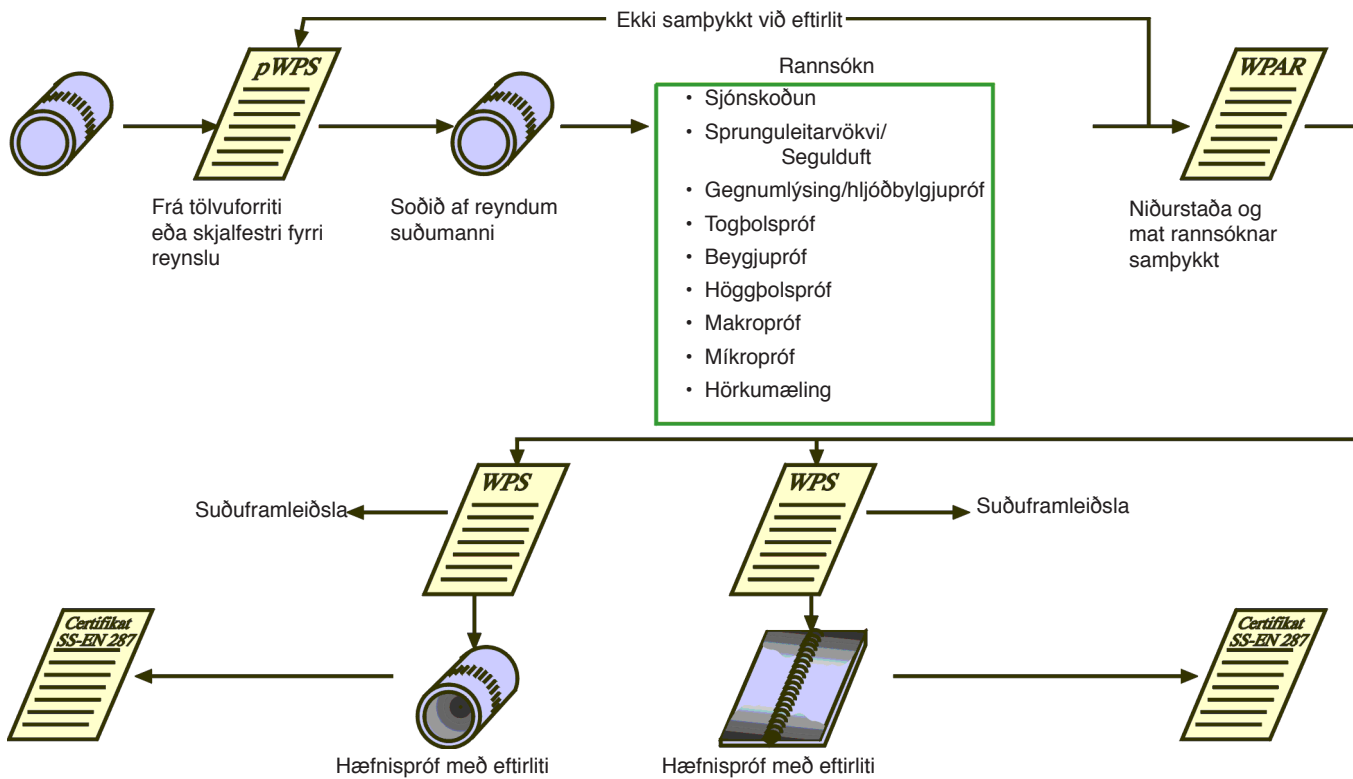 Ekki samþykkt við eftirlit
pWPS
Frá tölvuforriti
eða skjalfestri fyrri
reynslu
Soðið af reyndum
suðumanni
Rannsókn
• Sjónskoðun
• Sprunguleitarvökvi/
Segulduft
• Gegnumlýsing/hljóðbylgjupróf
• Togþolspróf
• Beygjupróf
• Höggþolspróf
• Makropróf
• Míkropróf
• Hörkumæling
WPAR
Niðurstaða og
mat rannsóknar
samþykkt
WPS
Suðuframleiðsla
WPS
Suðuframleiðsla
Certifikat
SS-EN 287
Hæfnispróf með eftirliti
Hæfnispróf með eftirliti
Certifikat
SS-EN 287